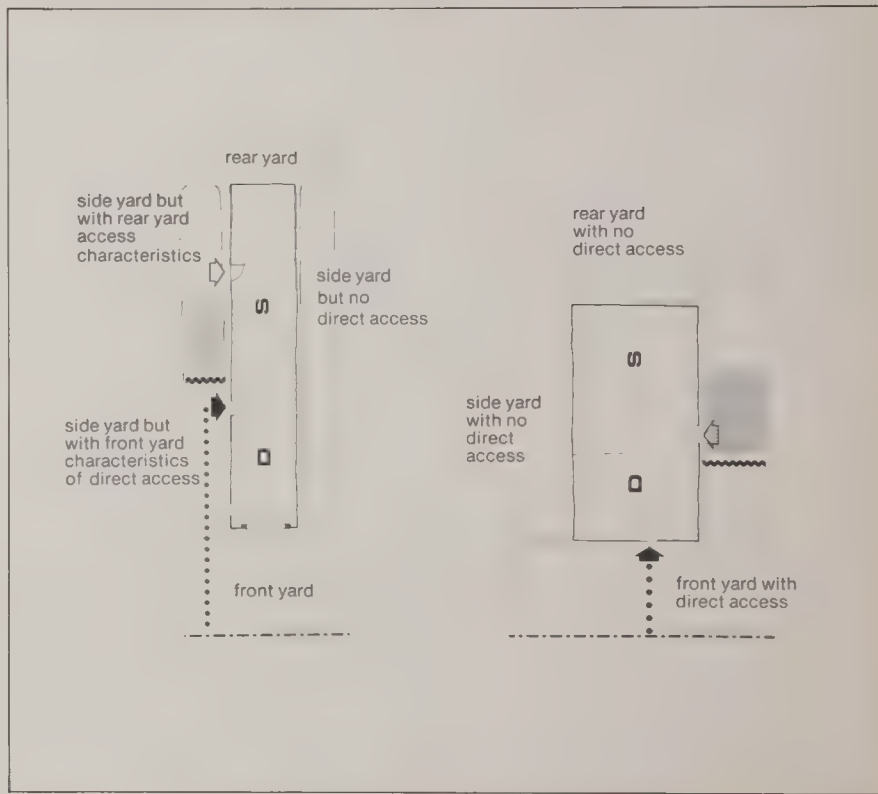 rear yard
side yard but
with rear yard
access
characteristics
side yard
but no
direct access
S
side yard but
with front yard
characteristics
of direct access
D
front yard
rear yard
with no
direct access
S
side yard
with no
direct
access
D
front yard with
direct access